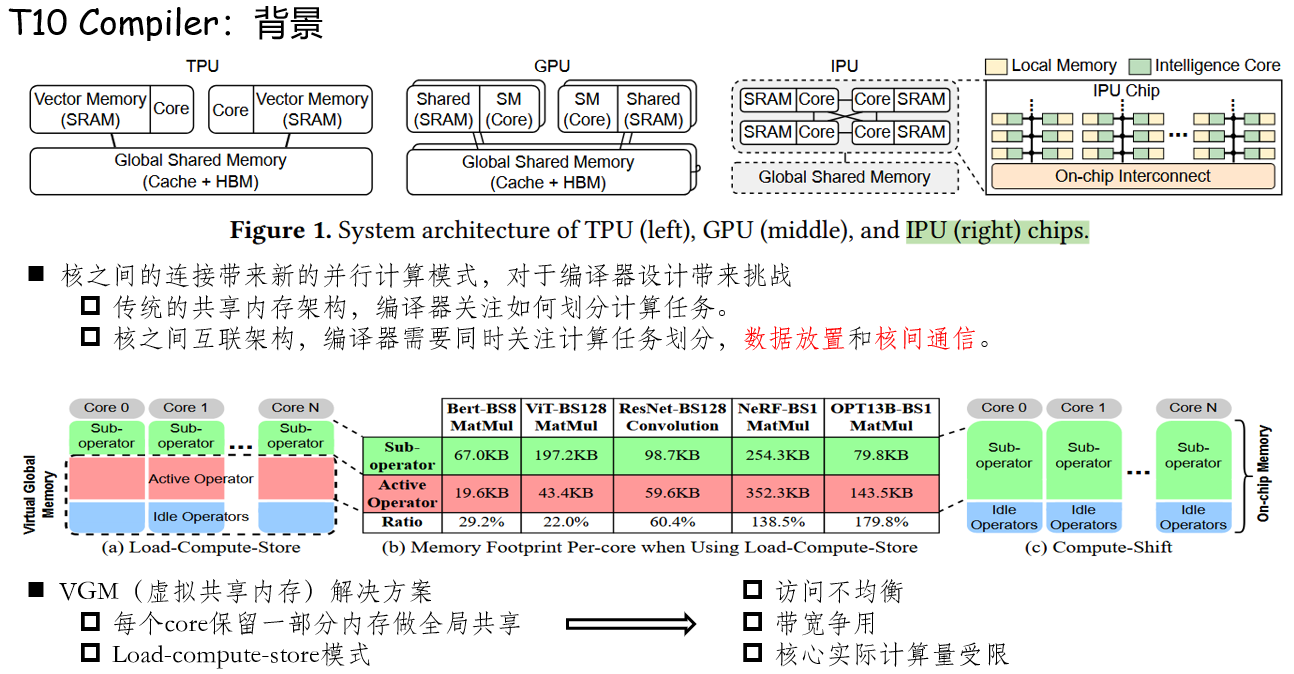 T10 Compiler：背景
TPU
GPU
IPU
Local Memory
Intelligence Core
Vector Memory (SRAM)
Core
Core
Vector Memory (SRAM)
Global Shared Memory
(Cache + HBM)
Shared (SRAM)
SM (Core)
SM (Core)
Shared (SRAM)
Global Shared Memory
(Cache + HBM)
SRAM Core Core SRAM
SRAM Core Core SRAM
Global Shared Memory
IPU Chip
On-chip Interconnect
Figure 1. System architecture of TPU (left), GPU (middle), and IPU (right) chips.
核之间的连接带来新的并行计算模式，对于编译器设计带来挑战
传统的共享内存架构，编译器关注如何划分计算任务。
核之间互联架构，编译器需要同时关注计算任务划分，数据放置和核间通信。
Core 0 Core 1 Core N
Sub-operator Sub-operator ... Sub-operator
Active Operator
Idle Operators
Virtual Global Memory
(a) Load-Compute-Store
Bert-BS8 MatMul ViT-BS128 MatMul ResNet-BS128 Convolution NeRF-BS1 MatMul OPT13B-BS1 MatMul
Sub-operator 67.0KB 197.2KB 98.7KB 254.3KB 79.8KB
Active Operator 19.6KB 43.4KB 59.6KB 352.3KB 143.5KB
Ratio 29.2% 22.0% 60.4% 138.5% 179.8%
(b) Memory Footprint Per-core when Using Load-Compute-Store
Core 0 Core 1 Core N
Sub-operator Sub-operator ... Sub-operator
Idle Operators Idle Operators Idle Operators
On-chip Memory
(c) Compute-Shift
VGM（虚拟共享内存）解决方案
每个core保留一部分内存做全局共享
Load-compute-store模式
访问不均衡
带宽争用
核心实际计算量受限